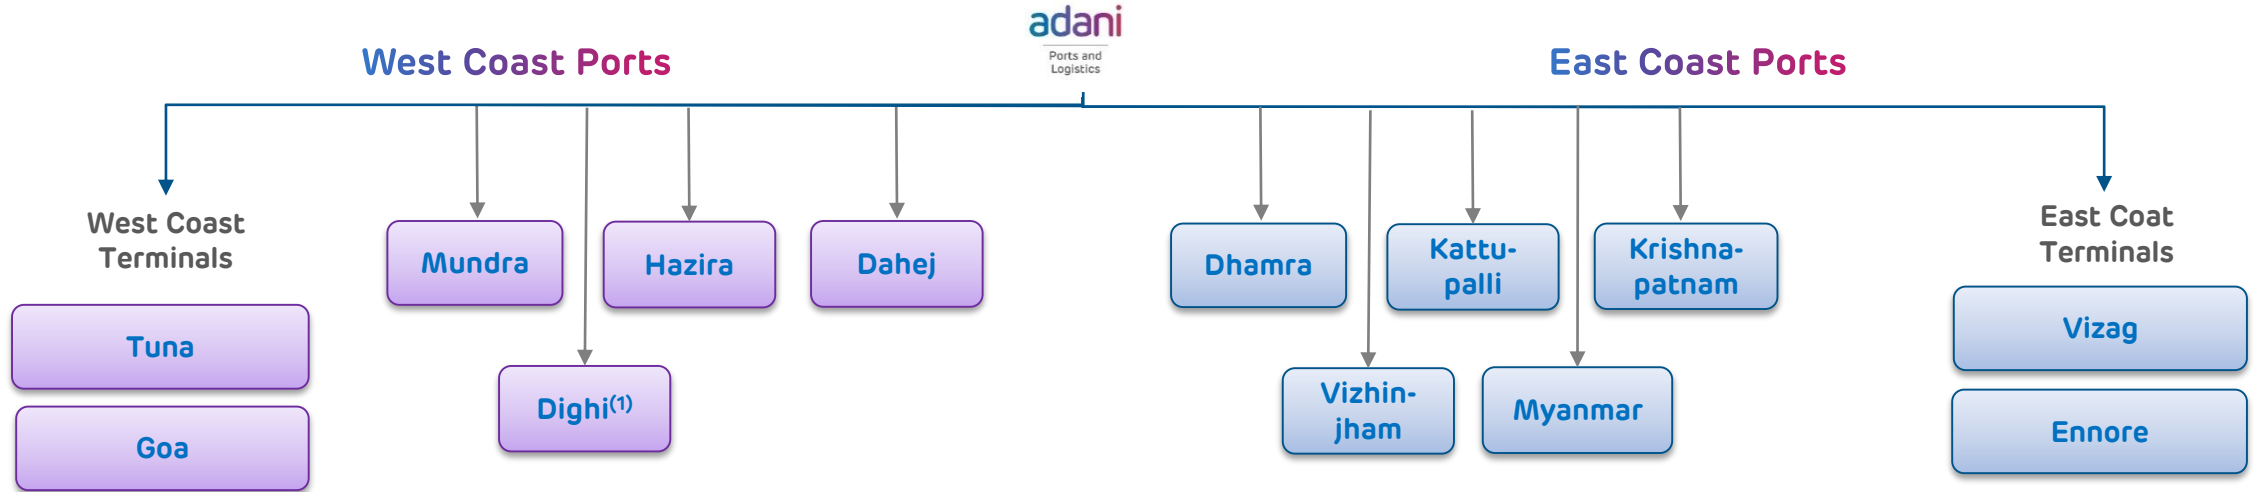 adani
Ports and
Logistics
West Coast Ports
East Coast Ports
West Coast
Terminals
Tuna
Goa
Mundra
Dighi(1)
Hazira
Dahej
Dhamra
Vizhin-
jham
Kattu-
palli
Myanmar
Krishna-
patnam
East Coat
Terminals
Vizag
Ennore